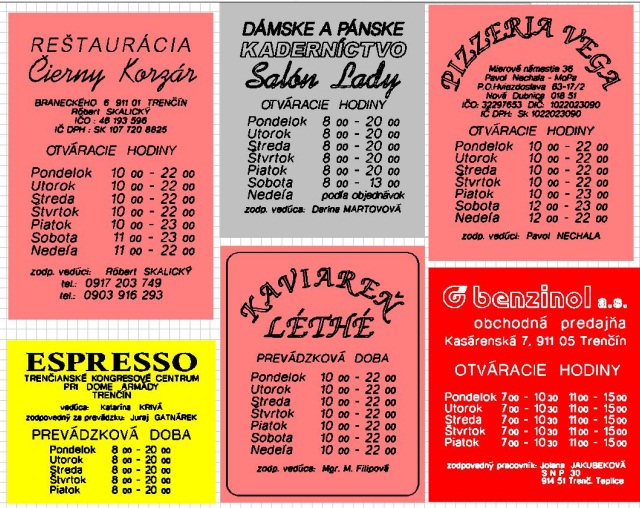 REŠTAURÁCIA
Čierny Korzár
BRANECKÉHO 6 911 01 TRENČÍN
Róbert SKALICKÝ
IČO : 46 193 596
IČ DPH : SK 107 720 8825
OTVÁRACIE HODINY
Pondelok 10 00 - 22 00
Utorok 10 00 - 22 00
Streda 10 00 - 22 00
Štvrtok 10 00 - 22 00
Piatok 10 00 - 23 00
Sobota 11 00 - 23 00
Nedeľa 11 00 - 22 00
zodp. vedúci: Róbert SKALICKÝ
tel.: 0917 203 749
tel.: 0903 916 293
DÁMSKE A PÁNSKE
KADERNÍCTVO
Salón Lady
OTVÁRACIE HODINY
Pondelok 8 00 - 20 00
Utorok 8 00 - 20 00
Streda 8 00 - 20 00
Štvrtok 8 00 - 20 00
Piatok 8 00 - 20 00
Sobota 8 00 - 13 00
Nedeľa podľa objednávok
zodp. vedúca: Darina MARTOVOVÁ
PIZZERIA VEGA
Mierové námestie 36
Pavol Nechala - MoPa
P.O.Hviezdoslava 63-17/2
Nová Dubnica 018 51
IČO: 32297653 DIČ: 1022023090
IČ DPH: Sk 1022023090
OTVÁRACIE HODINY
Pondelok 10 00 - 22 00
Utorok 10 00 - 22 00
Streda 10 00 - 22 00
Štvrtok 10 00 - 22 00
Piatok 10 00 - 23 00
Sobota 12 00 - 23 00
Nedeľa 12 00 - 22 00
zodp. vedúci: Pavol NECHALA
ESPRESSO
TRENČIANSKE KONGRESOVÉ CENTRUM
PRI DOME ARMÁDY
TRENČÍN
vedúca: Katarína KRIVÁ
zodpovedný za prevádzku: Juraj GATNÁREK
PREVÁDZKOVÁ DOBA
Pondelok 8 00 - 20 00
Utorok 8 00 - 20 00
Streda 8 00 - 20 00
Štvrtok 8 00 - 20 00
Piatok 8 00 - 20 00
KAVIAREŇ
LÉTHÉ
PREVÁDZKOVÁ DOBA
Pondelok 10 00 - 22 00
Utorok 10 00 - 22 00
Streda 10 00 - 22 00
Štvrtok 10 00 - 22 00
Piatok 10 00 - 22 00
Sobota 10 00 - 22 00
Nedeľa 10 00 - 22 00
zodp. vedúca: Mgr. M. Filipová
benzinol a.s.
obchodná predajňa
Kasárenská 7, 911 05 Trenčín
OTVÁRACIE HODINY
Pondelok 7 00 - 10 30 11 00 - 15 00
Utorok 7 00 - 10 30 11 00 - 15 00
Streda 7 00 - 10 30 11 00 - 15 00
Štvrtok 7 00 - 10 30 11 00 - 15 00
Piatok 7 00 - 10 30 11 00 - 15 00
zodpovedný pracovník: Jolana JAKUBEKOVÁ
S N P 30
914 51 Trenč. Teplice